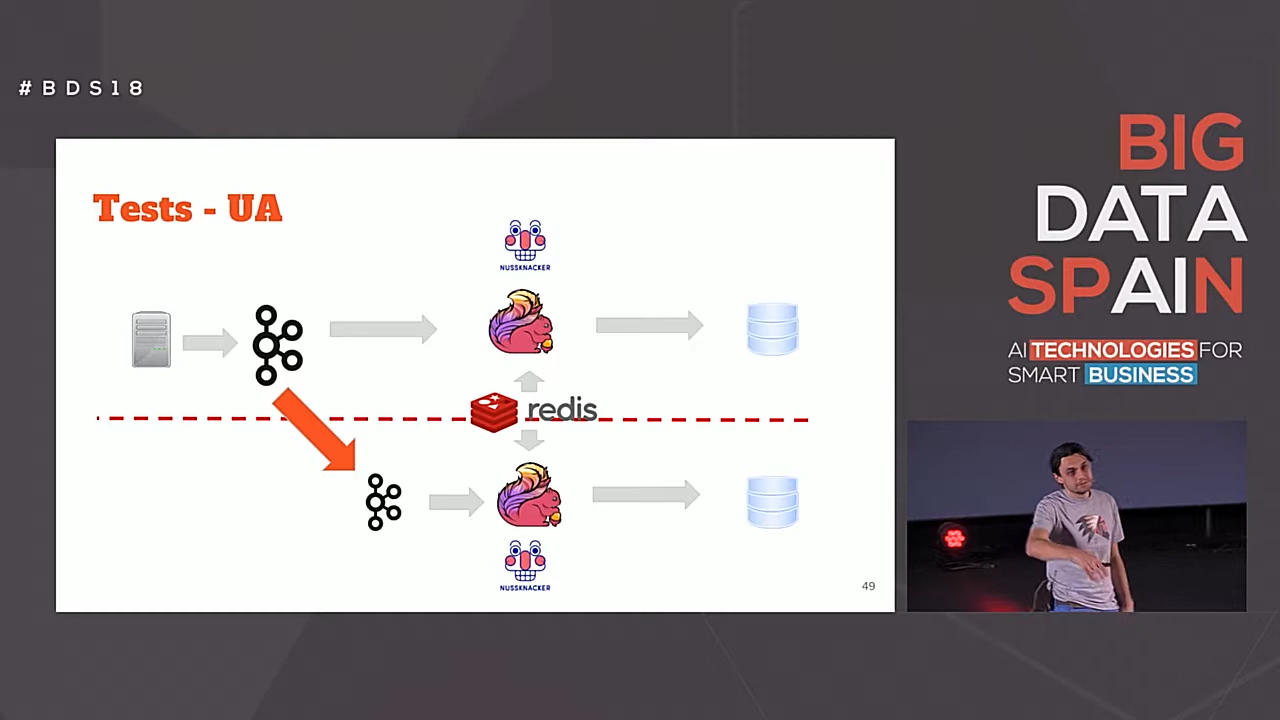 #BDS18
BIG
DATA
SPAIN
AI TECHNOLOGIES FOR
SMART BUSINESS
Tests - UA
NUSSKNACKER
redis
NUSSKNACKER
49